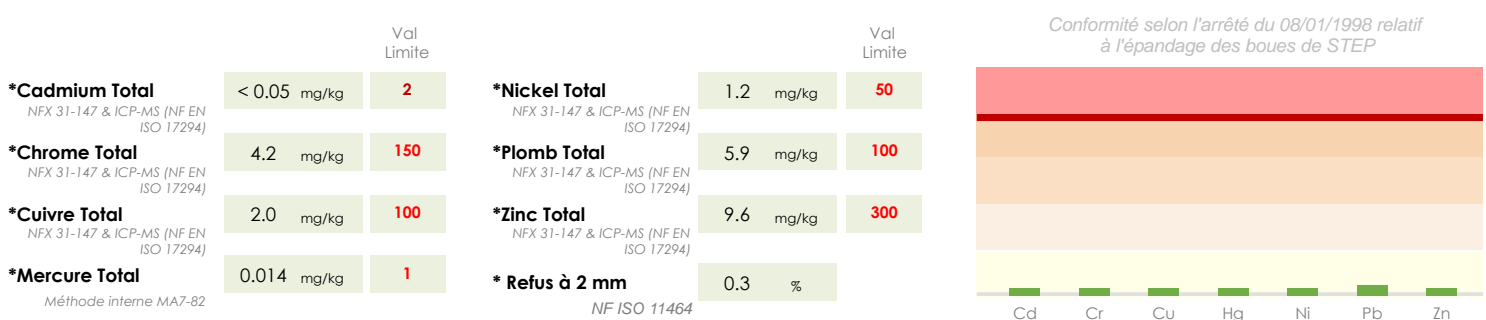 Val
Limite
*Cadmium Total < 0.05 mg/kg 2
NFX 31-147 & ICP-MS (NF EN
ISO 17294)
*Chrome Total 4.2 mg/kg 150
NFX 31-147 & ICP-MS (NF EN
ISO 17294)
*Cuivre Total 2.0 mg/kg 100
NFX 31-147 & ICP-MS (NF EN
ISO 17294)
*Mercure Total 0.014 mg/kg 1
Méthode interne MA7-82
Val
Limite
*Nickel Total 1.2 mg/kg 50
NFX 31-147 & ICP-MS (NF EN
ISO 17294)
*Plomb Total 5.9 mg/kg 100
NFX 31-147 & ICP-MS (NF EN
ISO 17294)
*Zinc Total 9.6 mg/kg 300
NFX 31-147 & ICP-MS (NF EN
ISO 17294)
* Refus à 2 mm 0.3 %
NF ISO 11464
Conformité selon l'arrêté du 08/01/1998 relatif
à l'épandage des boues de STEP
Cd Cr Cu Hg Ni Pb Zn